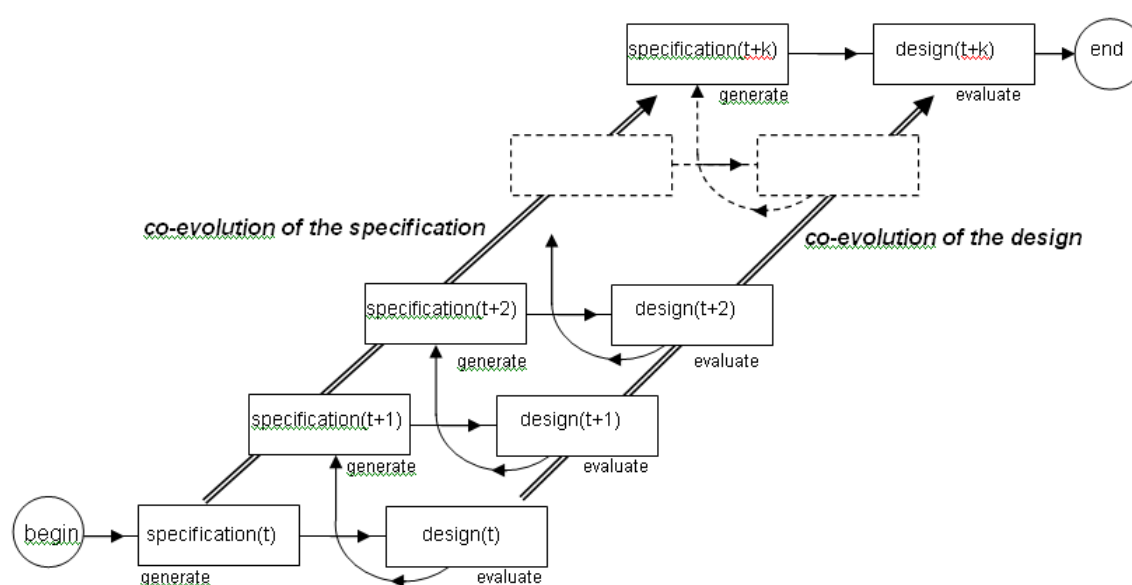 specification(t+k)
design(t+k)
end
generate
evaluate
co-evolution of the specification
co-evolution of the design
specification(t+2)
design(t+2)
generate
evaluate
specification(t+1)
design(t+1)
generate
evaluate
begin
specification(t)
design(t)
generate
evaluate